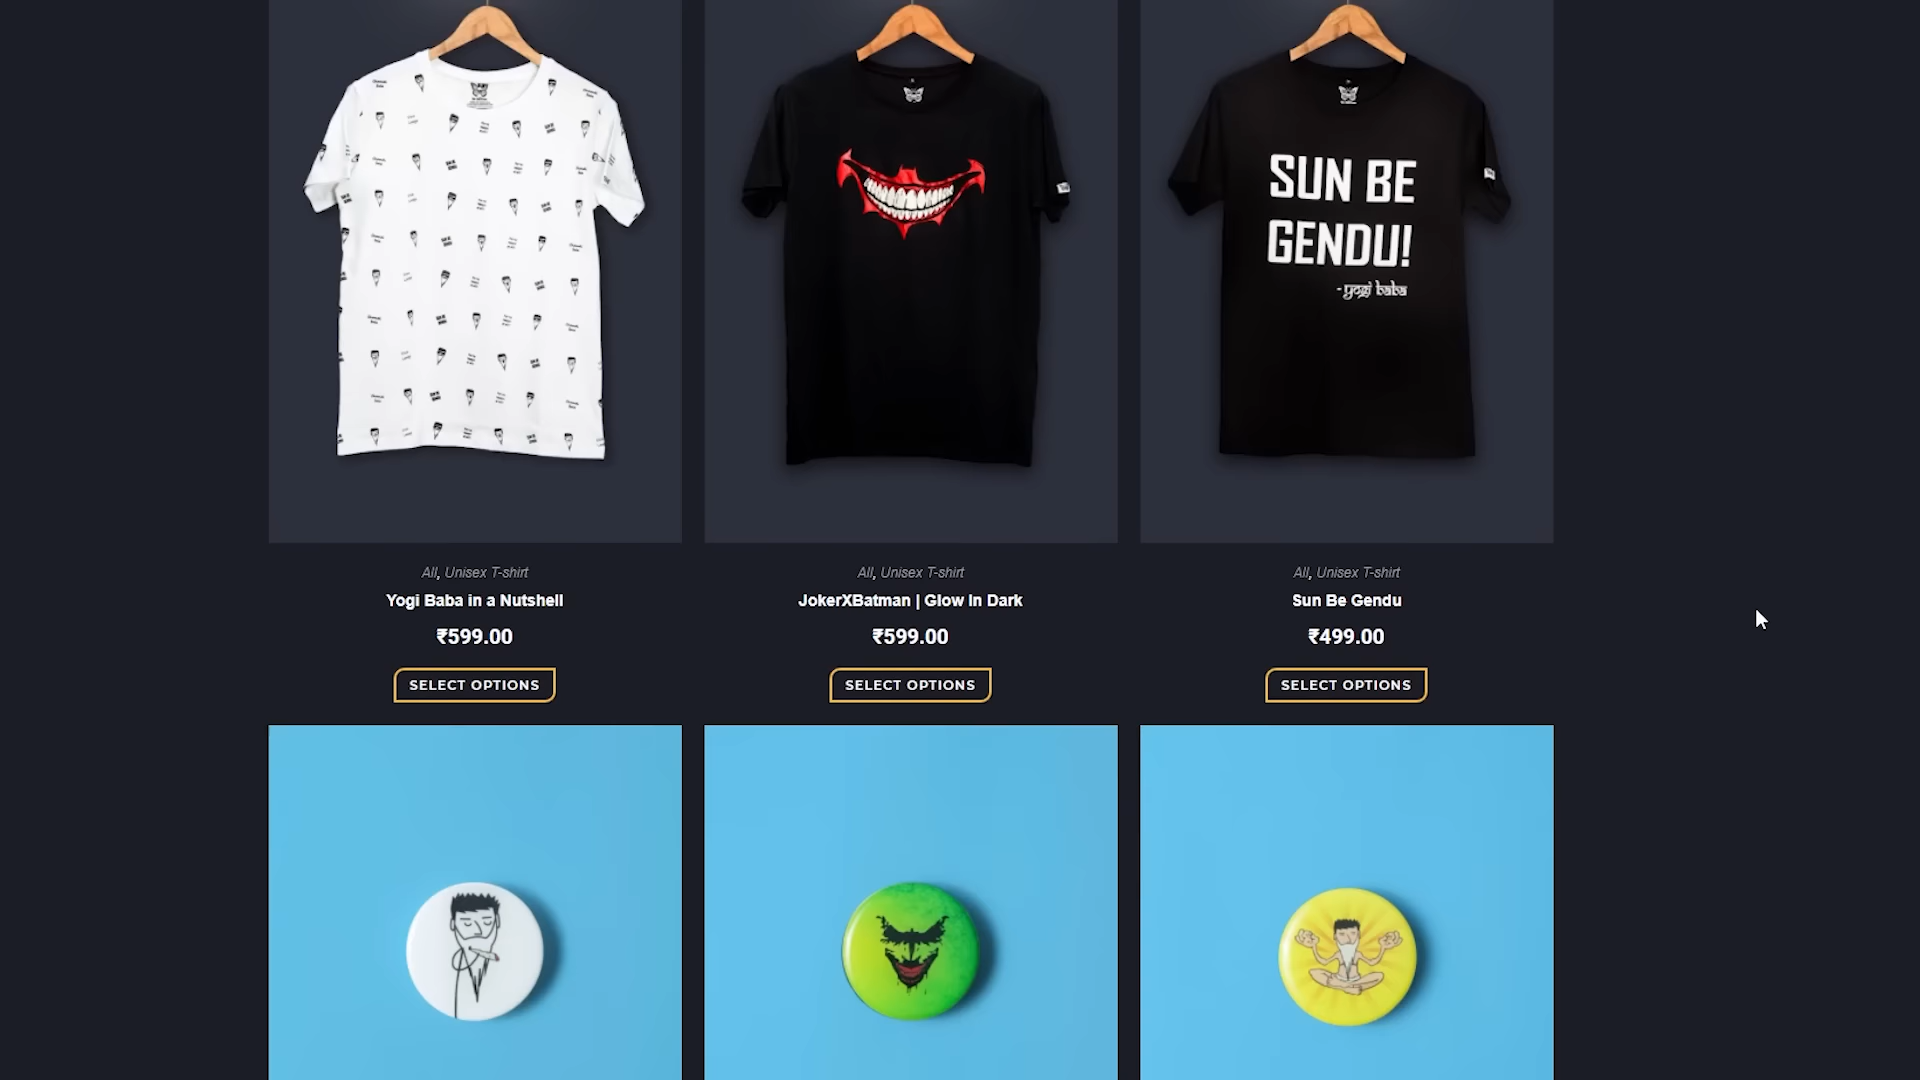 SUN BE
GENDU!
- yogi baba
All, Unisex T-shirt
Yogi Baba in a Nutshell
₹599.00
SELECT OPTIONS
All, Unisex T-shirt
JokerXBatman | Glow In Dark
₹599.00
SELECT OPTIONS
All, Unisex T-shirt
Sun Be Gendu
₹499.00
SELECT OPTIONS